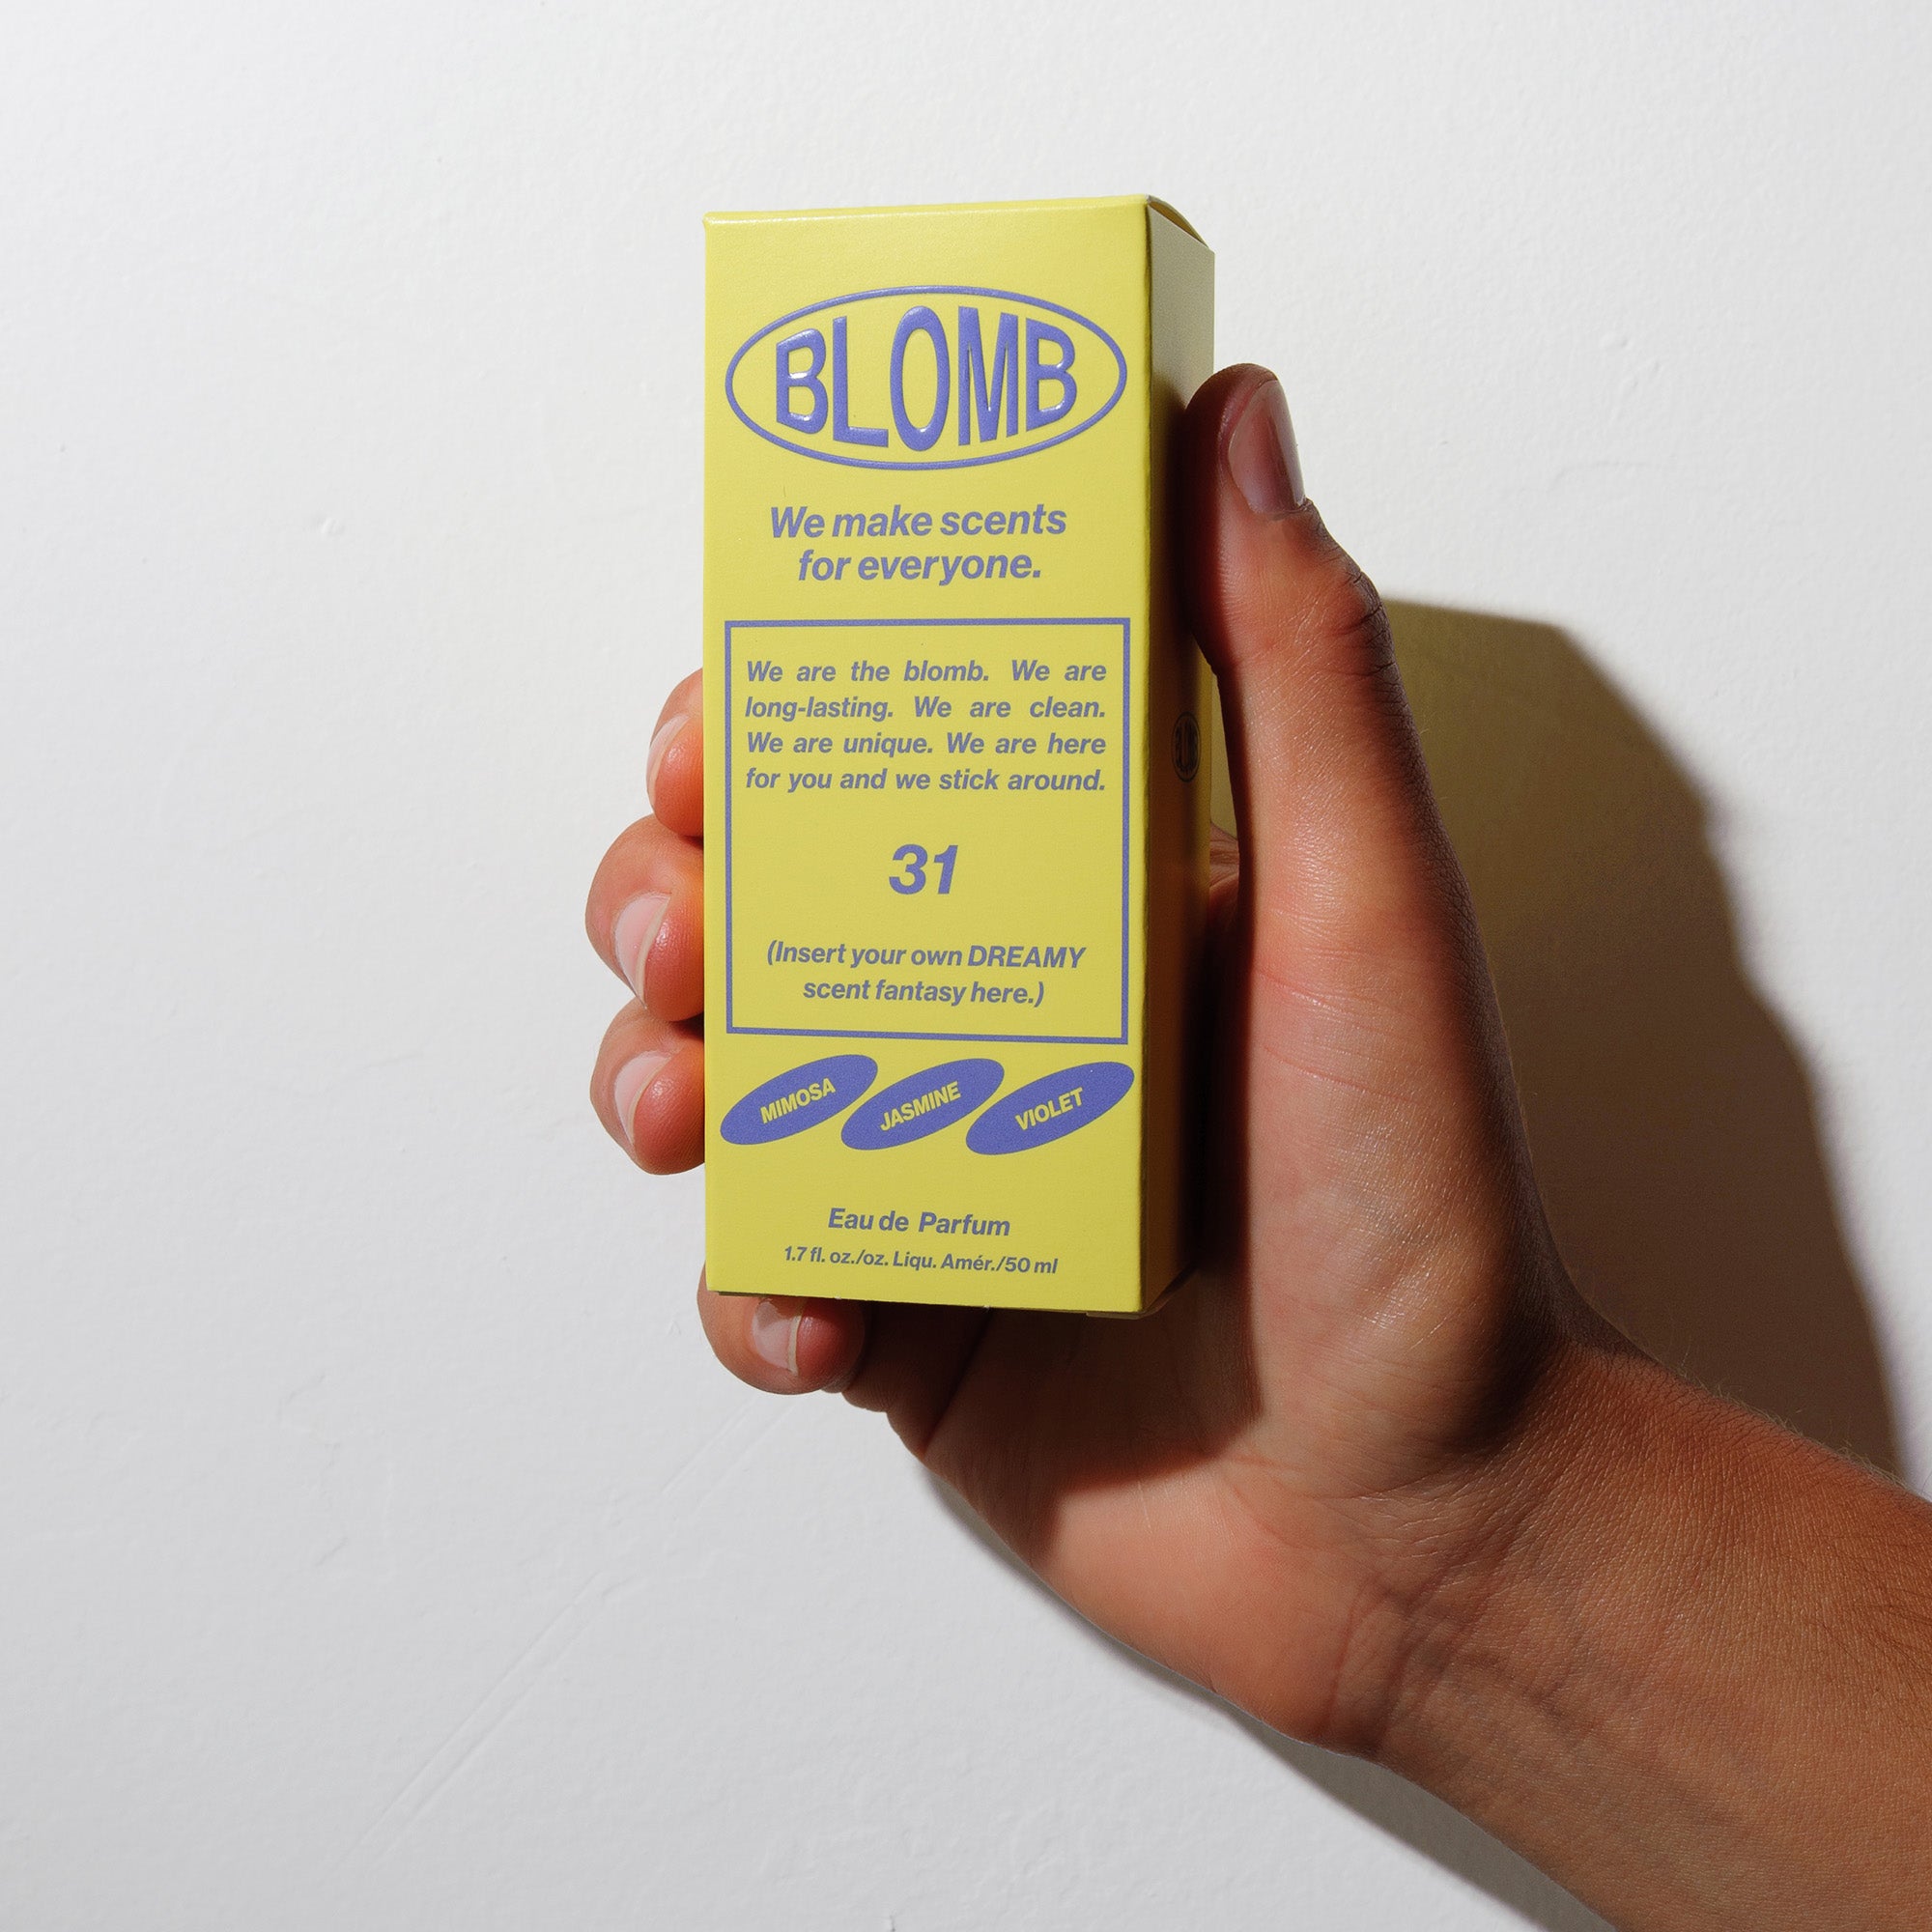 BLOMB
We make scents
for everyone.
We are the blomb. We are
long-lasting. We are clean.
We are unique. We are here
for you and we stick around.
31
(Insert your own DREAMY
scent fantasy here.)
MIMOSA JASMINE VIOLET
Eau de Parfum
1.7 fl. oz./oz. Liqu. Amér./50 ml
BLOMB